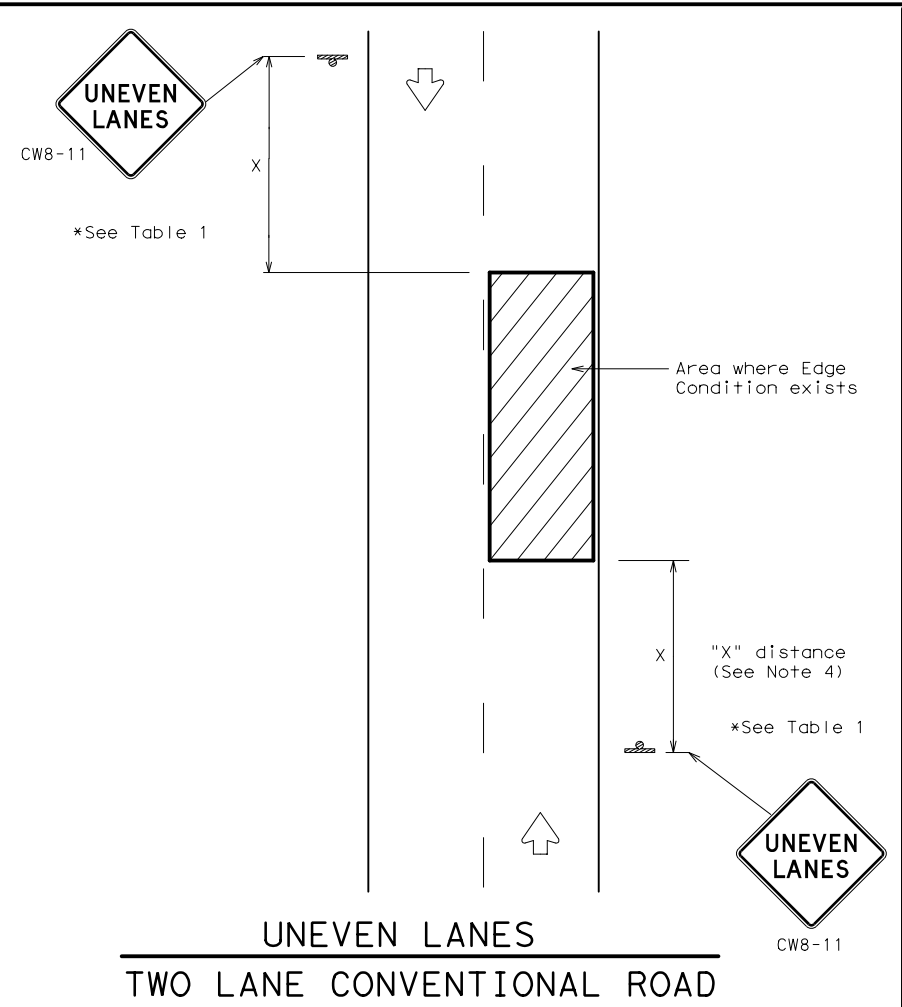 UNEVEN
LANES
CW8-11
X
*See Table 1
Area where Edge
Condition exists
X
"X" distance
(See Note 4)
*See Table 1
UNEVEN
LANES
CW8-11
UNEVEN LANES
TWO LANE CONVENTIONAL ROAD